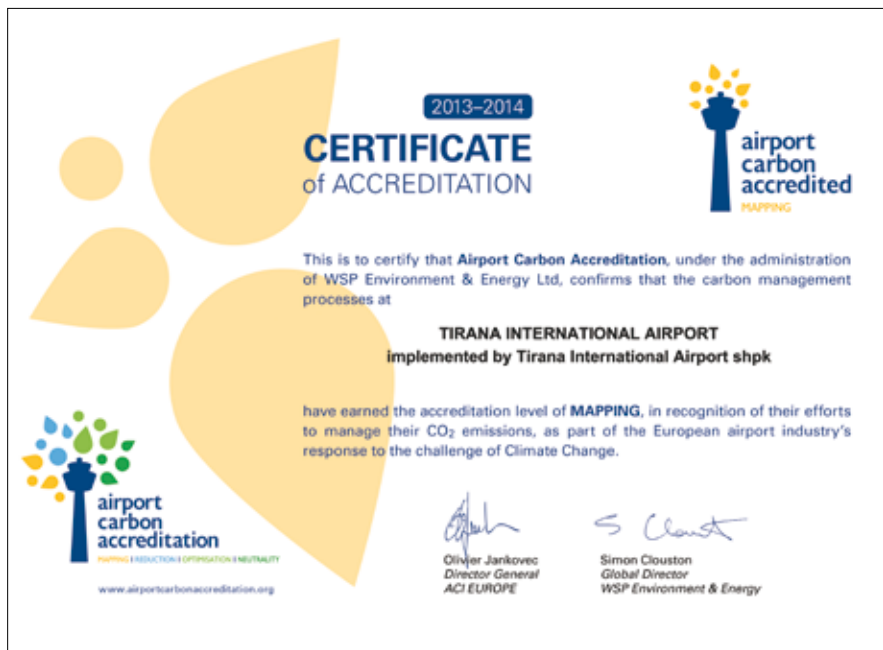 2013–2014
CERTIFICATE
of ACCREDITATION
airport
carbon
accredited
MAPPING
This is to certify that Airport Carbon Accreditation, under the administration
of WSP Environment & Energy Ltd, confirms that the carbon management
processes at
TIRANA INTERNATIONAL AIRPORT
implemented by Tirana International Airport shpk
have earned the accreditation level of MAPPING, in recognition of their efforts
to manage their CO₂ emissions, as part of the European airport industry's
response to the challenge of Climate Change.
airport
carbon
accreditation
MAPPING I REDUCTION I OPTIMISATION I NEUTRALITY
www.airportcarbonaccreditation.org
S Clouston
Olivier Jankovec
Director General
ACI EUROPE
Simon Clouston
Global Director
WSP Environment & Energy